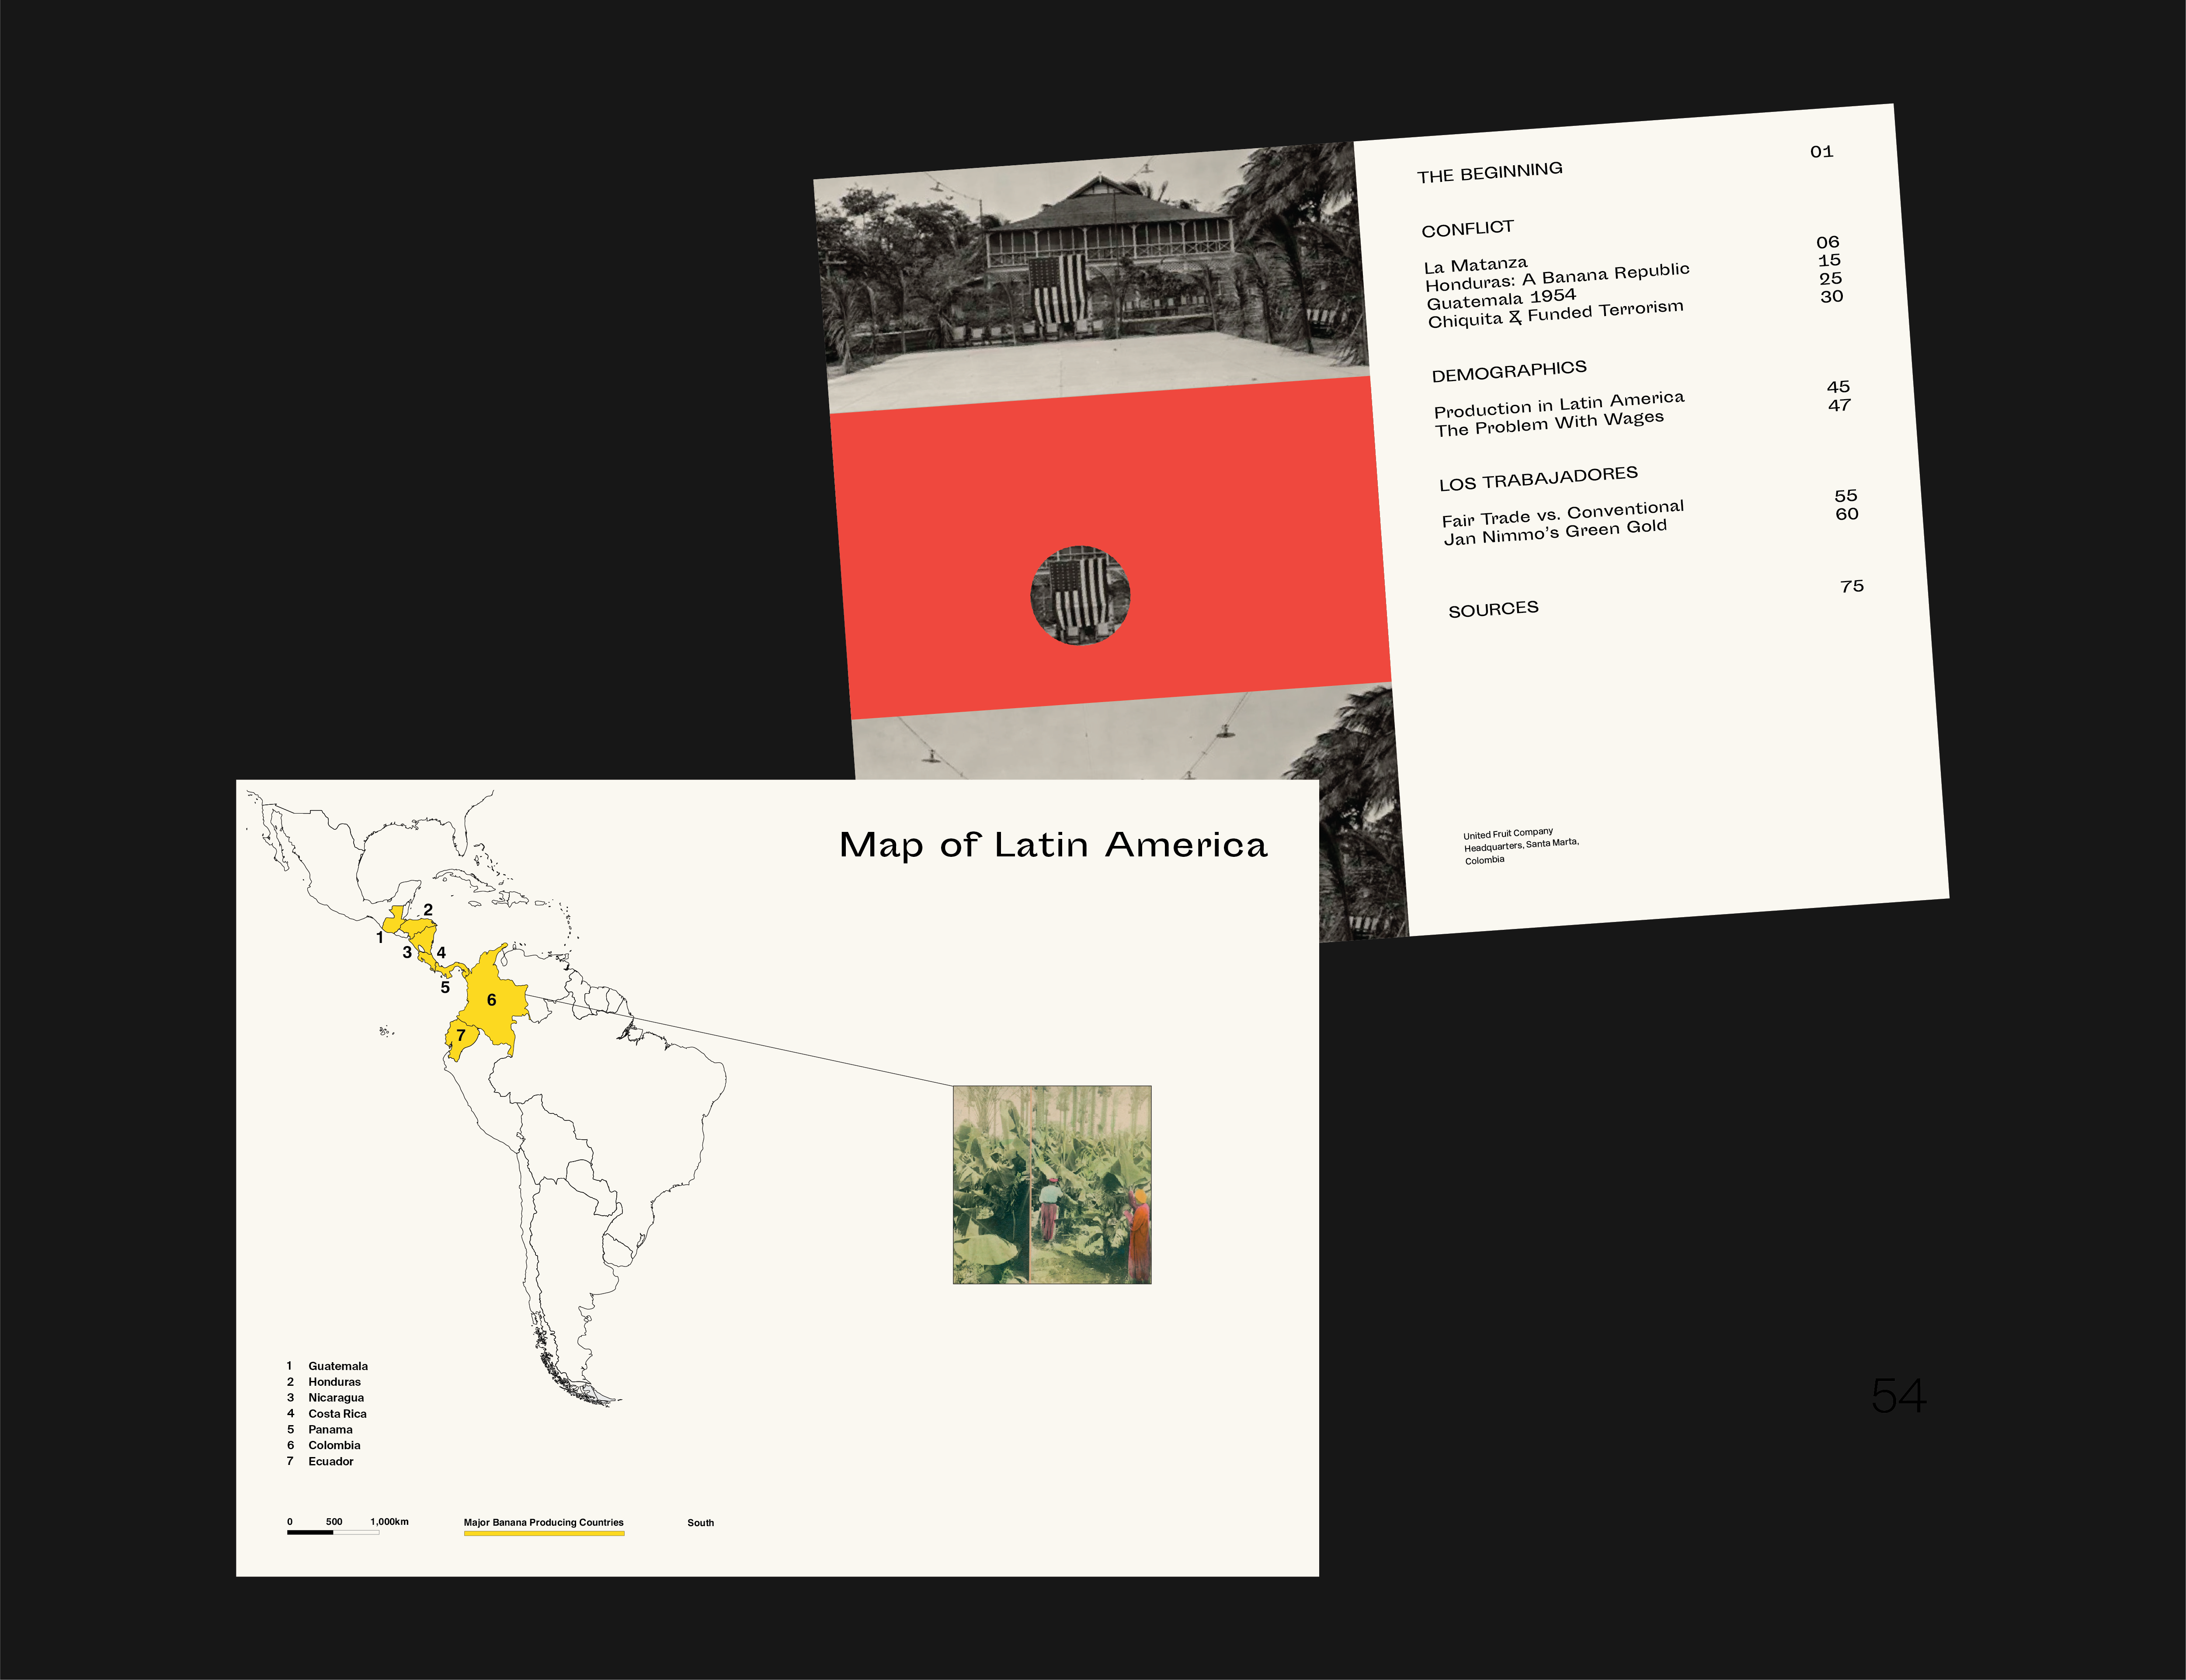 THE BEGINNING 01
CONFLICT
La Matanza 06
Honduras: A Banana Republic 15
Guatemala 1954 25
Chiquita & Funded Terrorism 30
DEMOGRAPHICS
Production in Latin America 45
The Problem With Wages 47
LOS TRABAJADORES
Fair Trade vs. Conventional 55
Jan Nimmo’s Green Gold 60
SOURCES 75
United Fruit Company
Headquarters, Santa Marta,
Colombia
Map of Latin America
1
2
3
4
5
6
7
1 Guatemala
2 Honduras
3 Nicaragua
4 Costa Rica
5 Panama
6 Colombia
7 Ecuador
0 500 1,000km
Major Banana Producing Countries
South
54